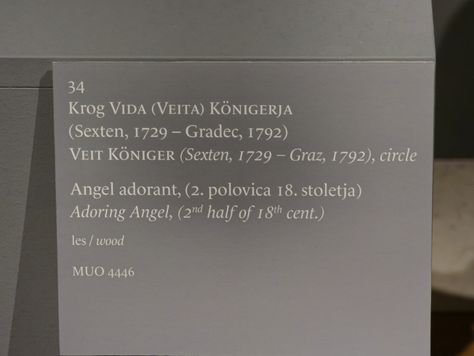 34
Krog VIDA (VEITA) KÖNIGERJA
(Sexten, 1729 – Gradec, 1792)
VEIT KÖNIGER (Sexten, 1729 – Graz, 1792), circle
Angel adorant, (2. polovica 18. stoletja)
Adoring Angel, (2nd half of 18th cent.)
les / wood
MUO 4446